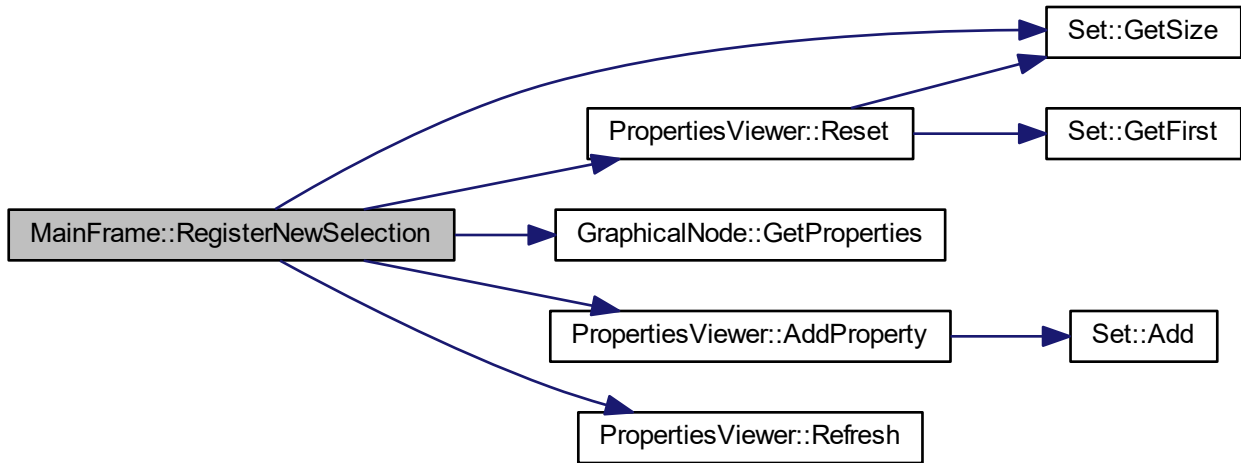 Set::GetSize
PropertiesViewer::Reset
Set::GetFirst
MainFrame::RegisterNewSelection
GraphicalNode::GetProperties
PropertiesViewer::AddProperty
Set::Add
PropertiesViewer::Refresh